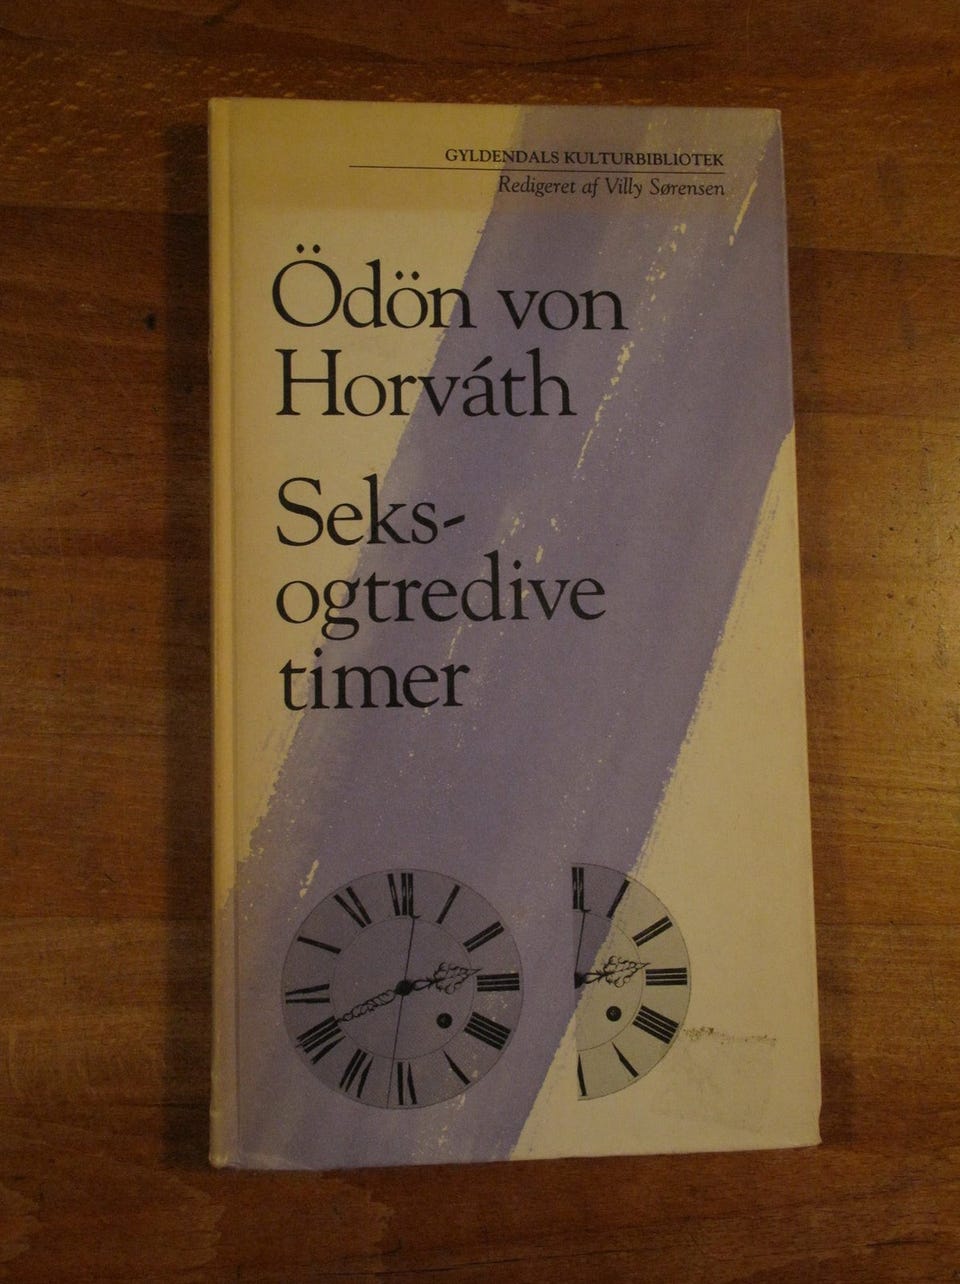 GYLDENDALS KULTURBIBLIOTEK
Redigeret af Villy Sørensen
Ödön von
Horváth
Seks-
ogtredive
timer